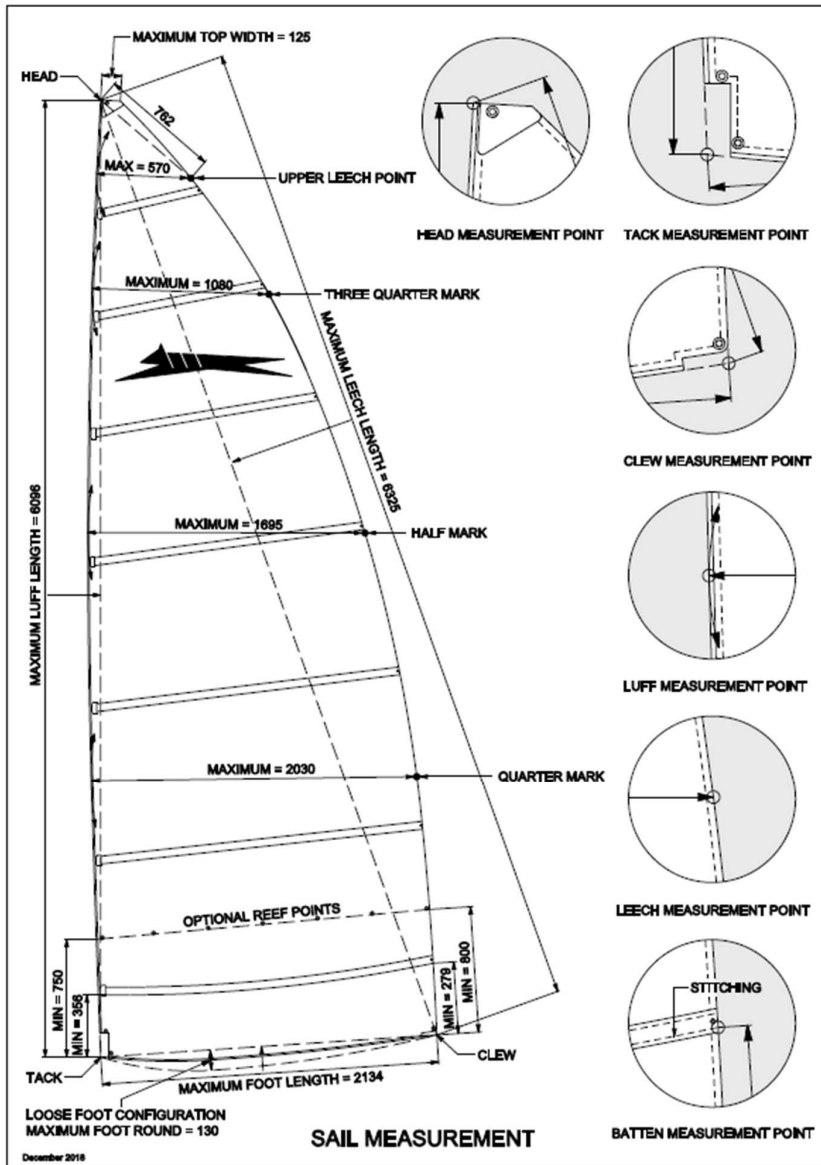 MAXIMUM TOP WIDTH = 125
HEAD
762
MAX = 570
UPPER LEECH POINT
MAXIMUM = 1080
THREE QUARTER MARK
MAXIMUM LEECH LENGTH = 6325
MAXIMUM LUFF LENGTH = 6096
MAXIMUM = 1695
HALF MARK
MAXIMUM = 2030
QUARTER MARK
OPTIONAL REEF POINTS
MIN = 750
MIN = 356
MIN = 279
MIN = 800
CLEW
TACK
MAXIMUM FOOT LENGTH = 2134
LOOSE FOOT CONFIGURATION
MAXIMUM FOOT ROUND = 130
SAIL MEASUREMENT
December 2018
HEAD MEASUREMENT POINT
TACK MEASUREMENT POINT
CLEW MEASUREMENT POINT
LUFF MEASUREMENT POINT
LEECH MEASUREMENT POINT
STITCHING
BATTEN MEASUREMENT POINT